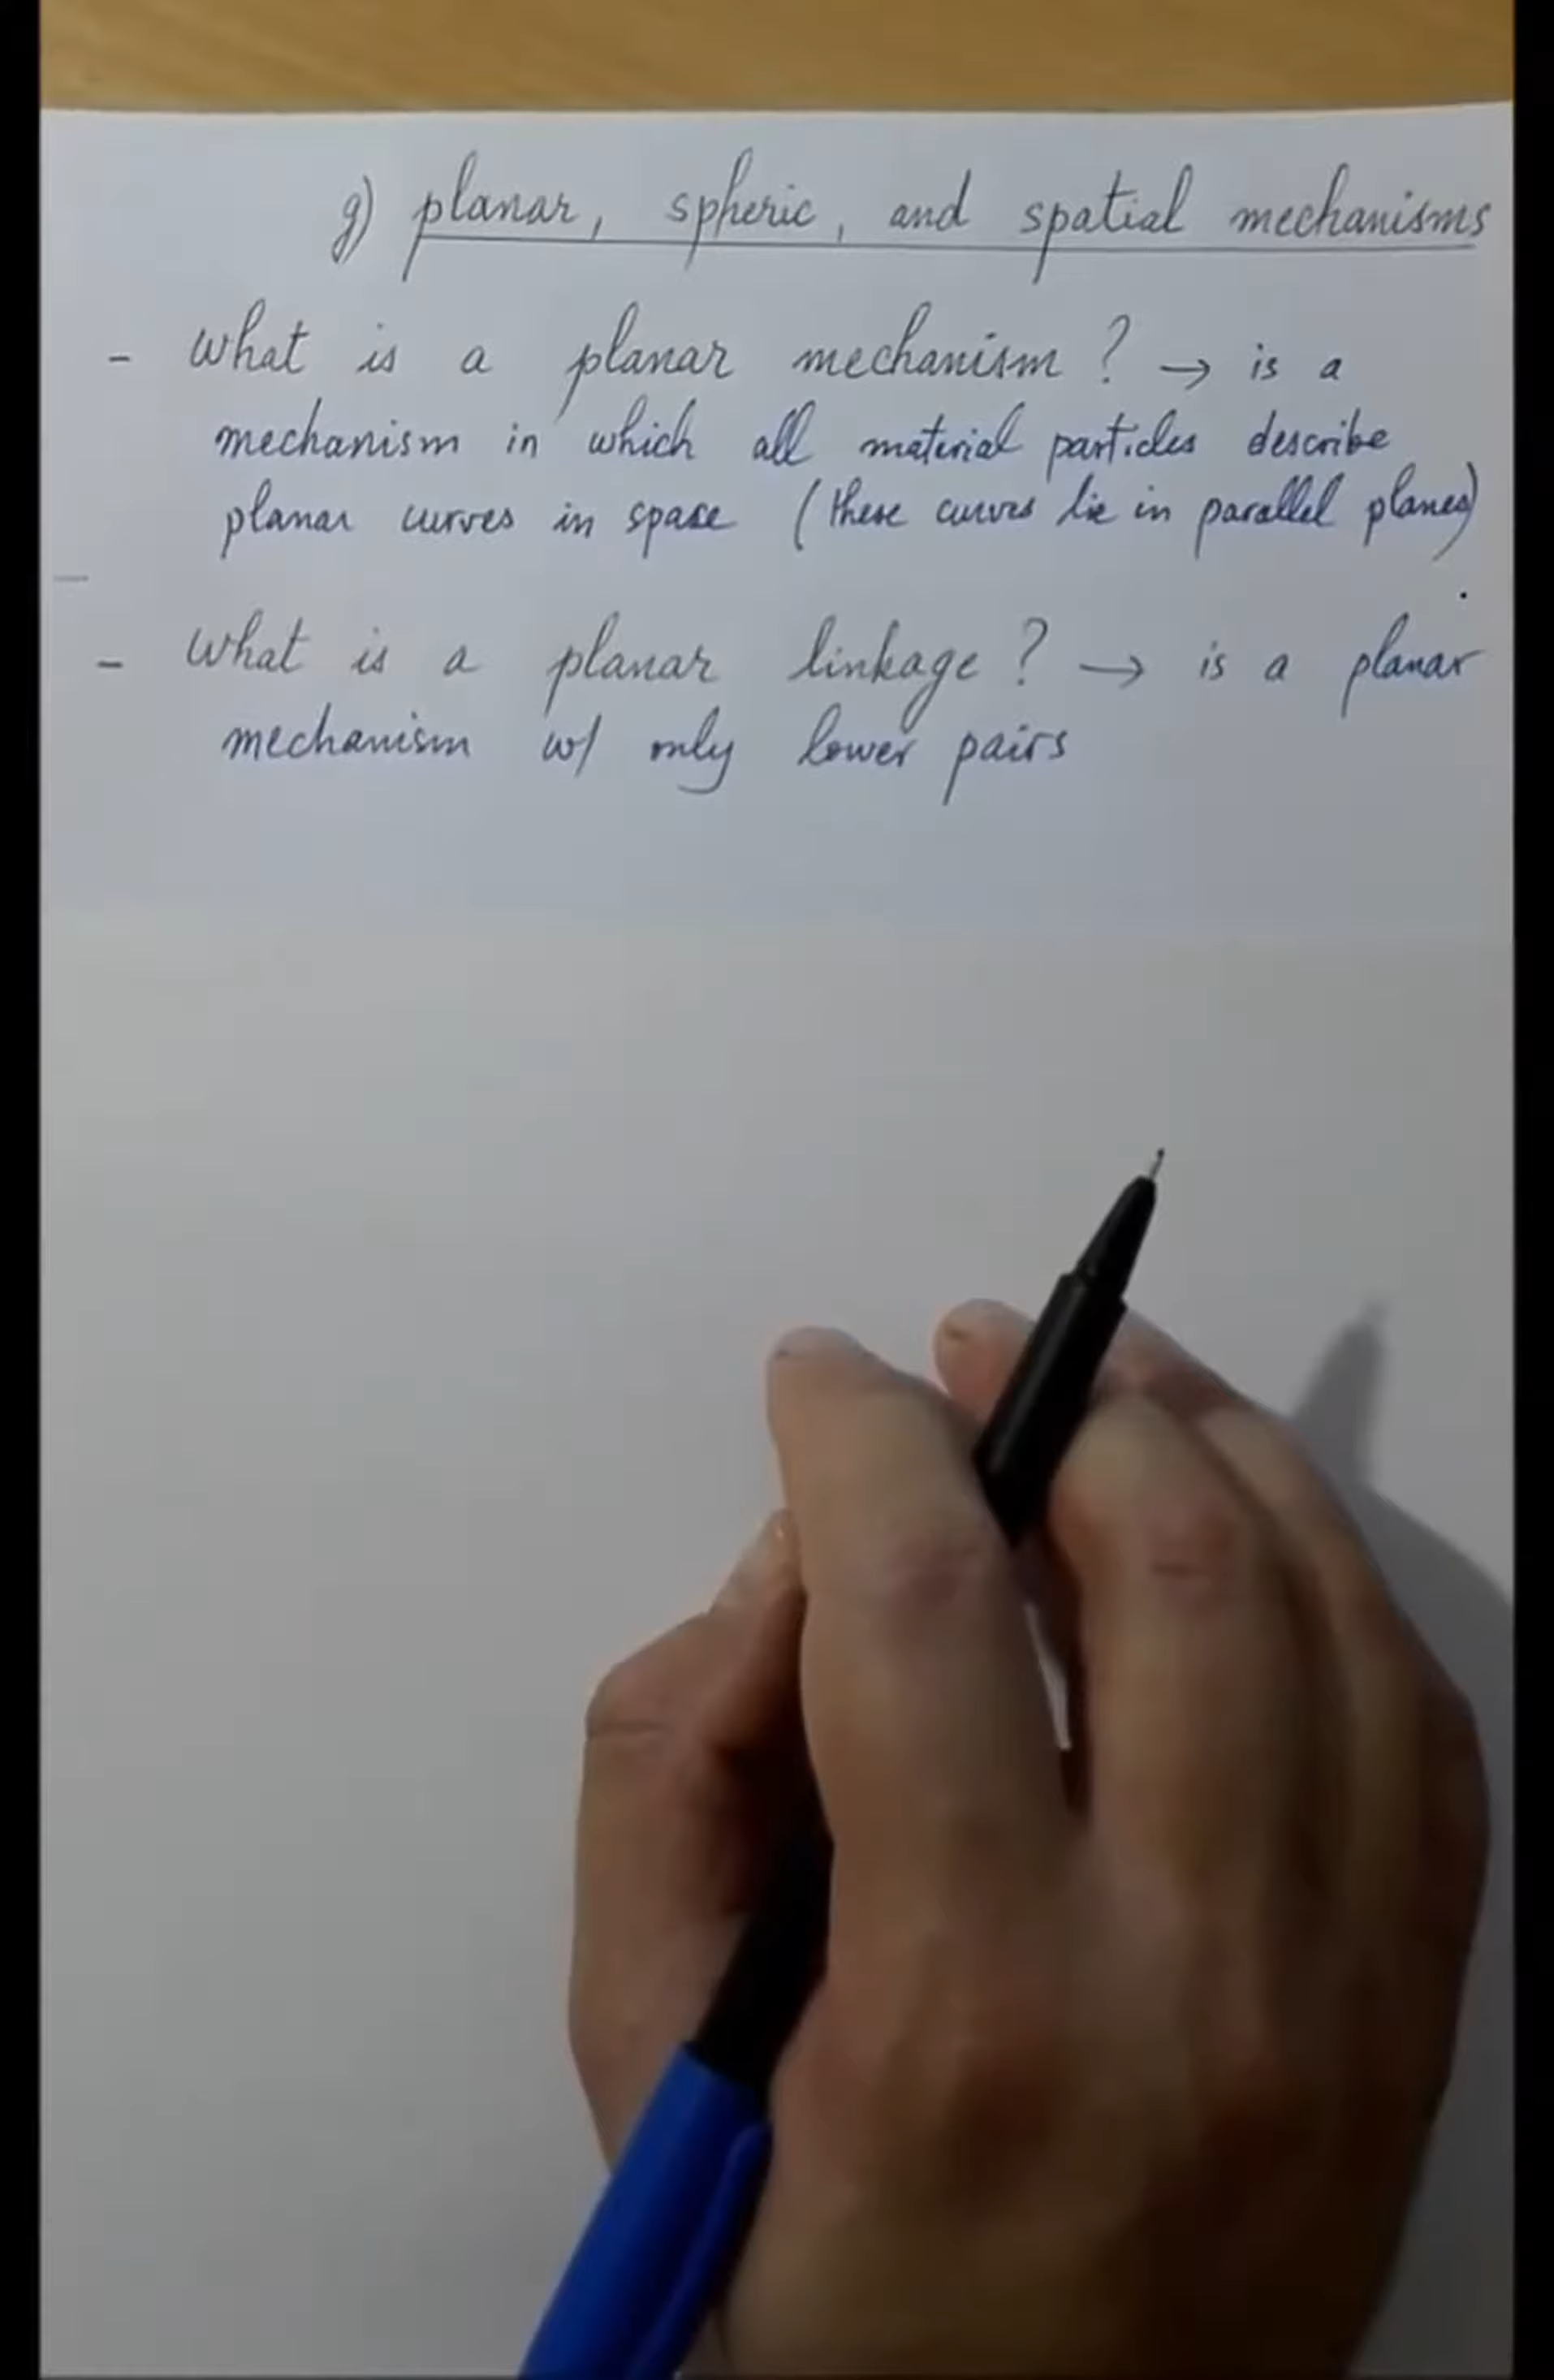 g) planar, spheric, and spatial mechanisms
- what is a planar mechanism? → is a
mechanism in which all material particles describe
planar curves in space (these curves lie in parallel planes)
- what is a planar linkage? → is a planar
mechanism w/ only lower pairs